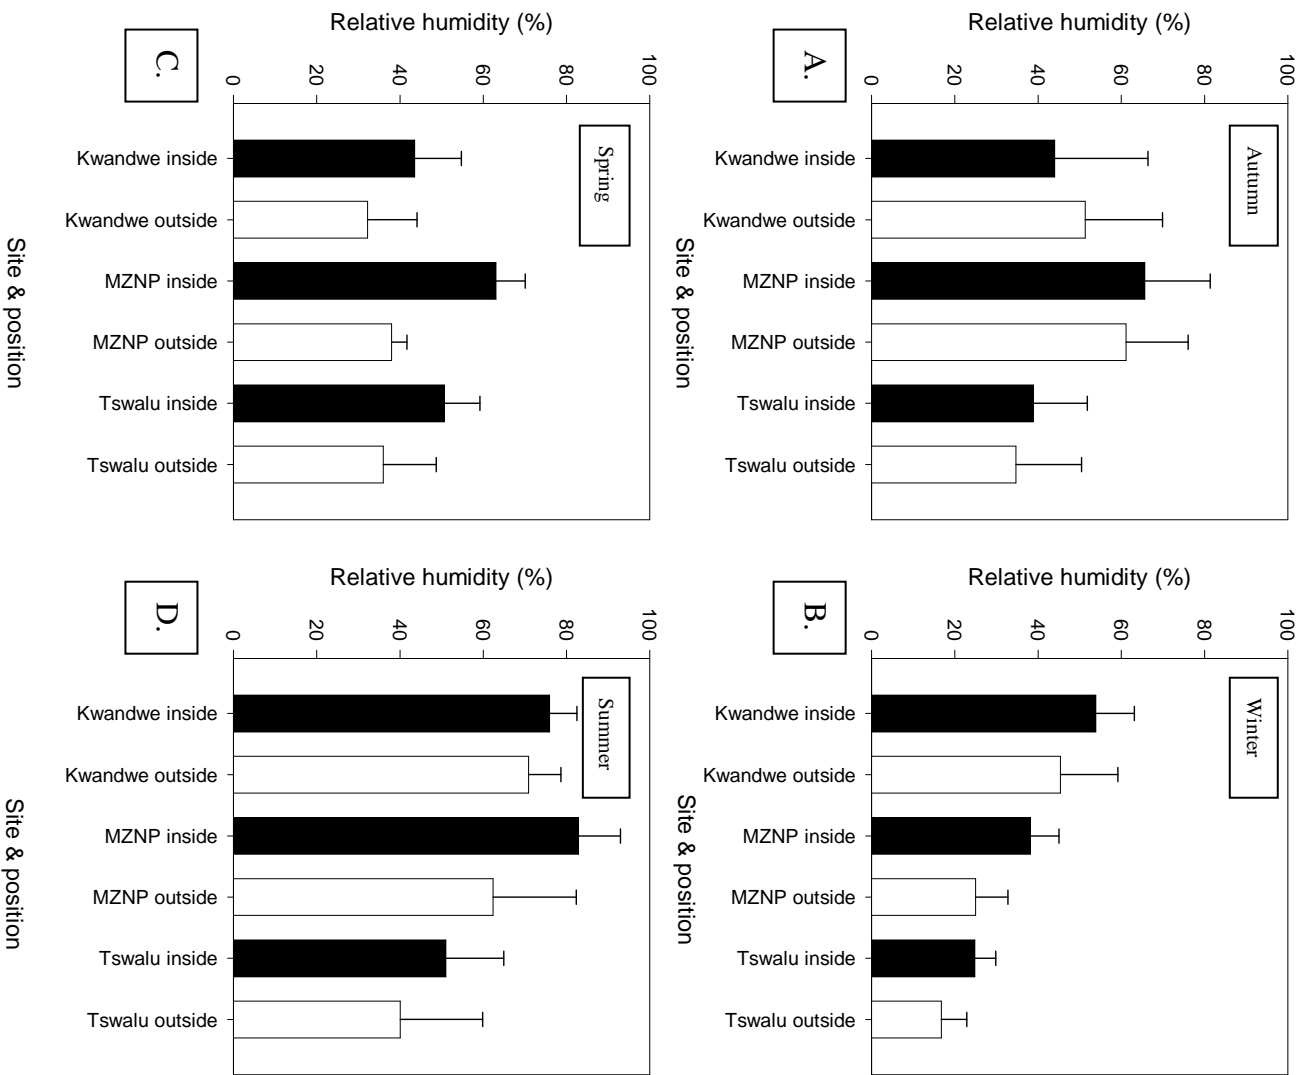 A.
Autumn
Relative humidity (%)
0
20
40
60
80
100
Kwandwe inside
Kwandwe outside
MZNP inside
MZNP outside
Tswalu inside
Tswalu outside
Site & position
B.
Winter
Relative humidity (%)
0
20
40
60
80
100
Kwandwe inside
Kwandwe outside
MZNP inside
MZNP outside
Tswalu inside
Tswalu outside
Site & position
C.
Spring
Relative humidity (%)
0
20
40
60
80
100
Kwandwe inside
Kwandwe outside
MZNP inside
MZNP outside
Tswalu inside
Tswalu outside
Site & position
D.
Summer
Relative humidity (%)
0
20
40
60
80
100
Kwandwe inside
Kwandwe outside
MZNP inside
MZNP outside
Tswalu inside
Tswalu outside
Site & position